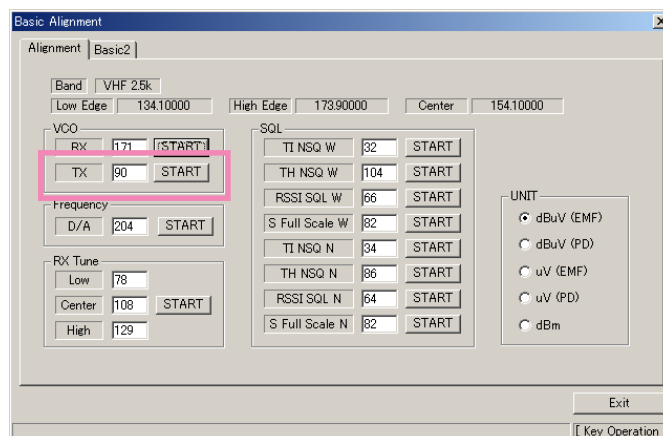 Basic Alignment
Alignment Basic2
Band VHF 2.5k
Low Edge 134.10000 High Edge 173.90000 Center 154.10000
VCO
RX 171 (START)
TX 90 START
Frequency
D/A 204 START
RX Tune
Low 78
Center 108 START
High 129
SQL
TI NSQ W 32 START
TH NSQ W 104 START
RSSI SQL W 66 START
S Full Scale W 82 START
TI NSQ N 34 START
TH NSQ N 86 START
RSSI SQL N 64 START
S Full Scale N 82 START
UNIT
dBuV (EMF)
dBuV (PD)
uV (EMF)
uV (PD)
dBm
Exit
[ Key Operation